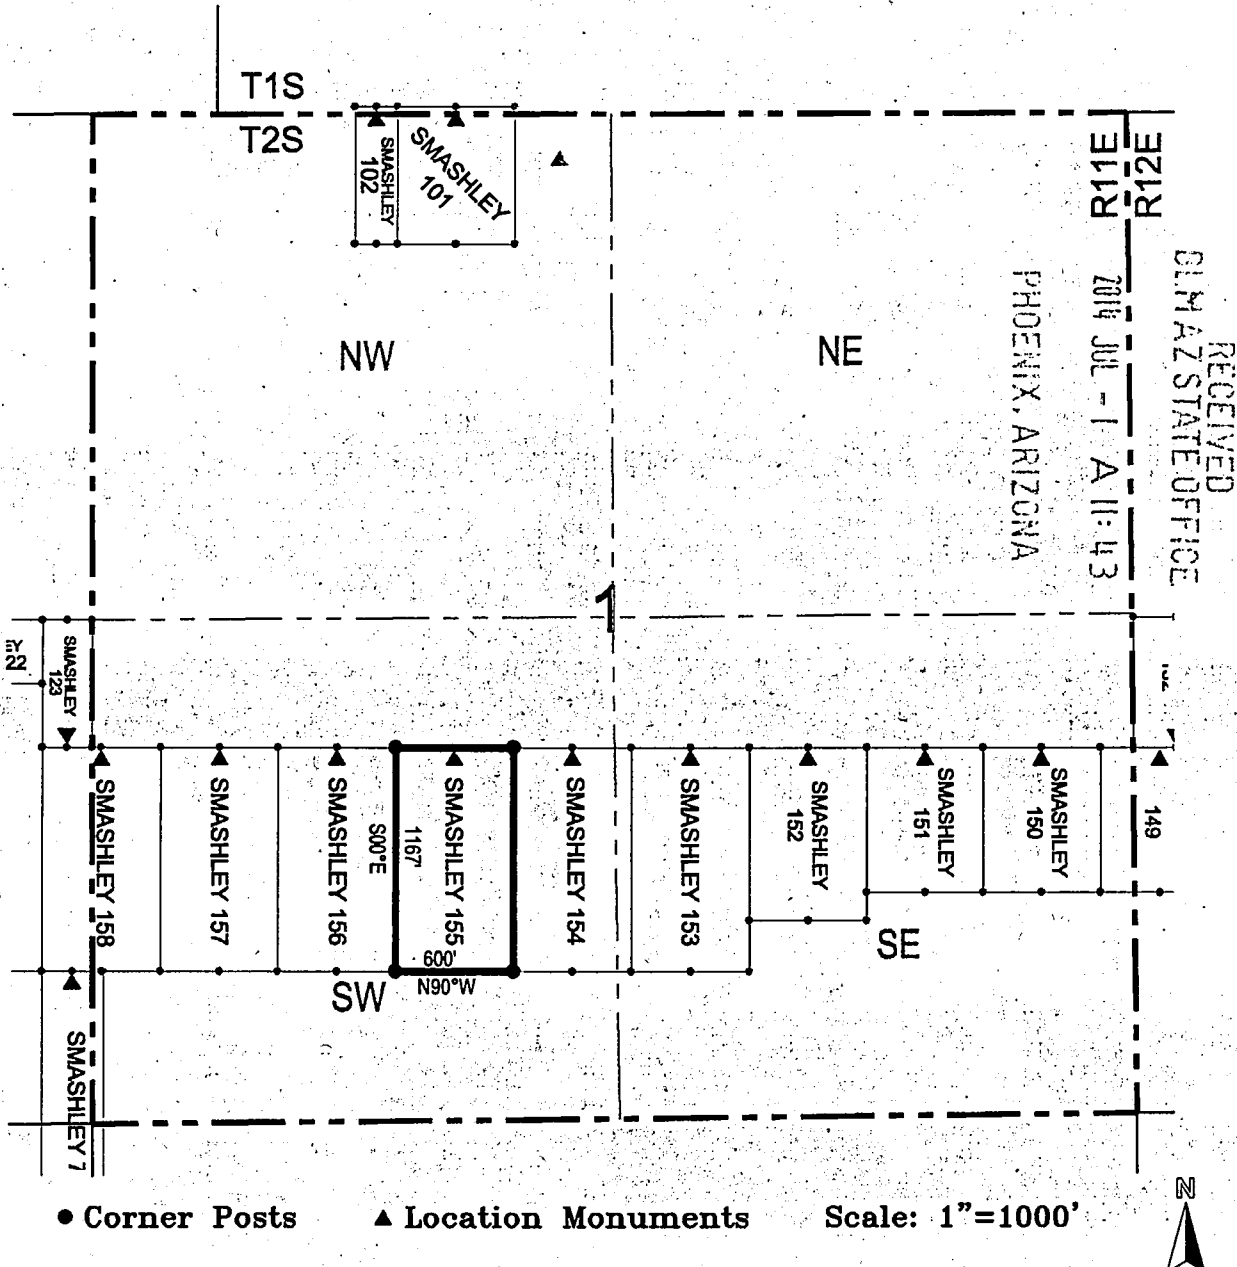 T1S
T2S
SMASHLEY
102
SMASHLEY
101
R11E
R12E
NW
NE
RECEIVED
BLM AZ STATE OFFICE
2014 JUL -1 A 11:43
PHOENIX, ARIZONA
1
EY
22
SMASHLEY
123
SMASHLEY 158
SMASHLEY 157
SMASHLEY 156
S00°E
1167'
SMASHLEY 155
600'
N90°W
SMASHLEY 154
SMASHLEY 153
SMASHLEY
152
SMASHLEY
151
SMASHLEY
150
149
SW
SE
SMASHLEY 7
Corner Posts
Location Monuments
Scale: 1"=1000'
N